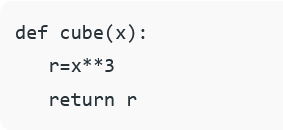 def cube(x):
   r=x**3
   return r